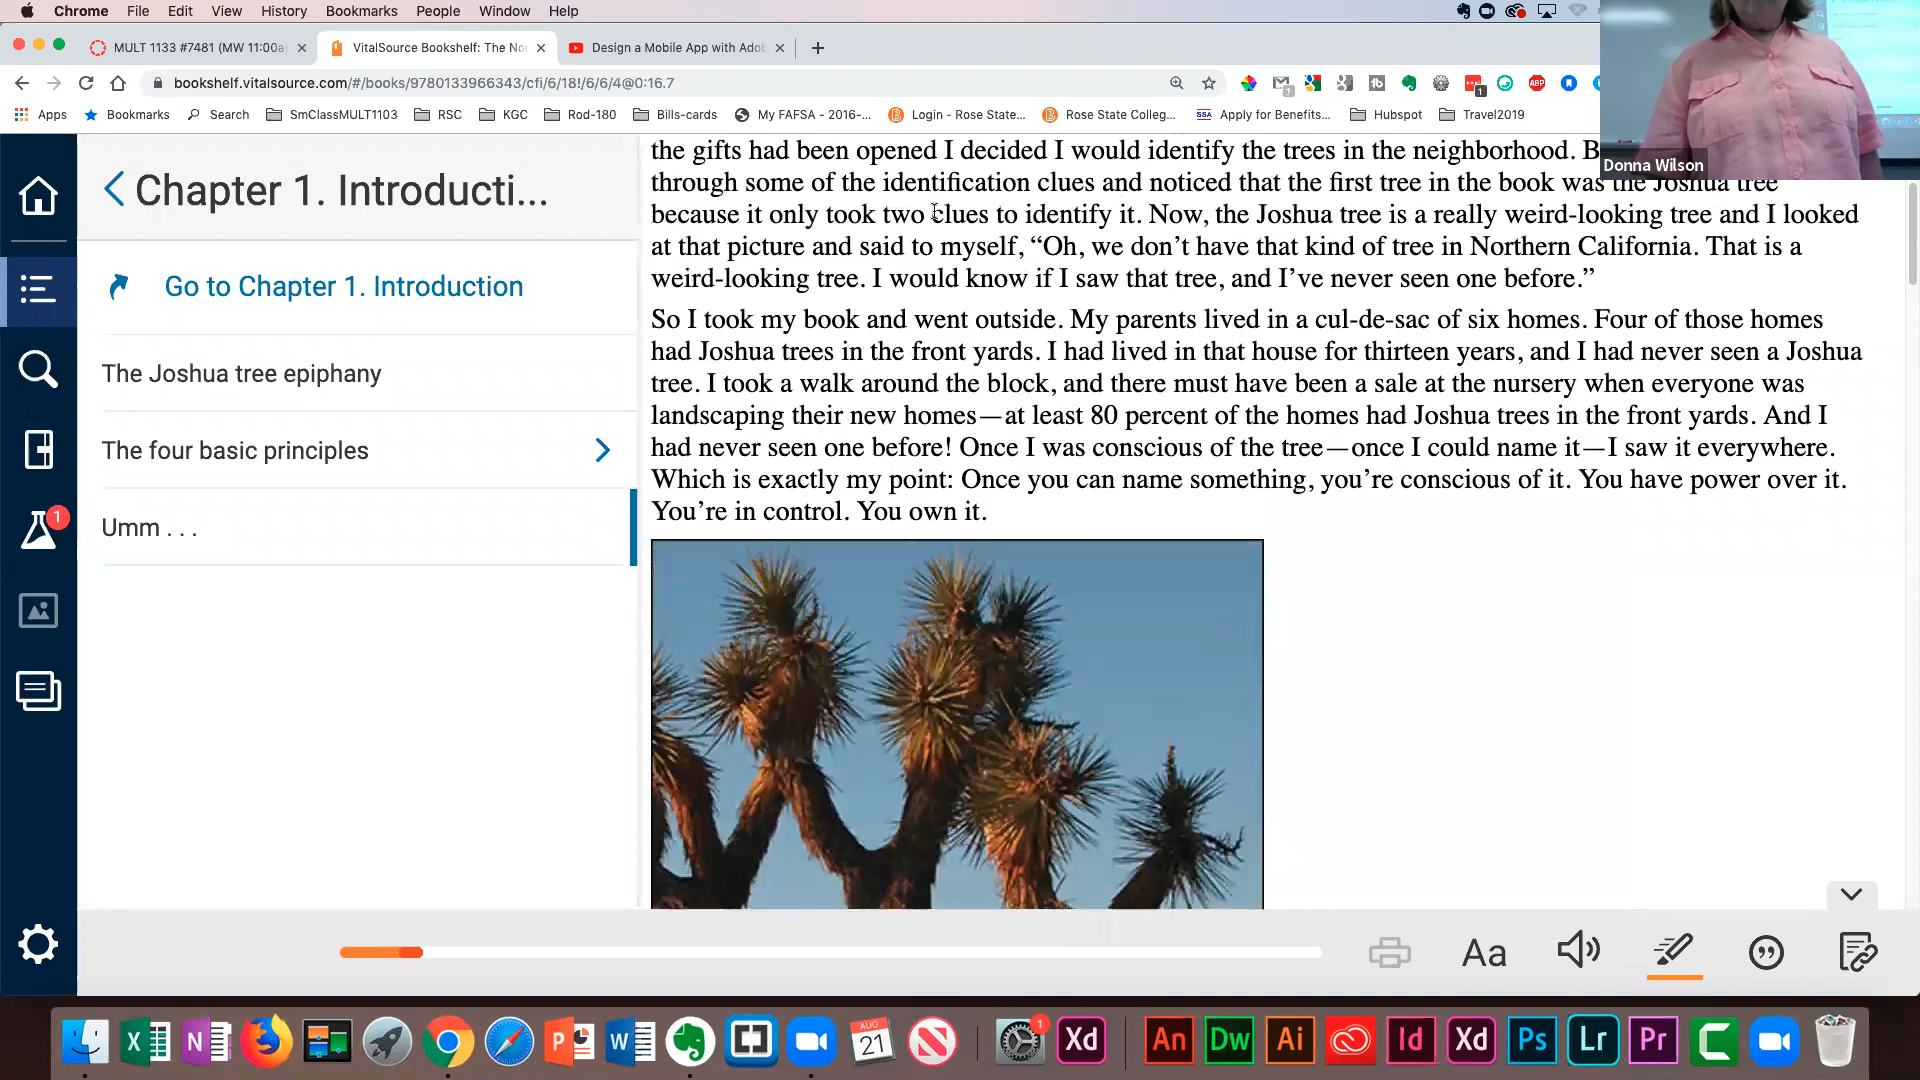 Chrome File Edit View History Bookmarks People Window Help
MULT 1133 #7481 (MW 11:00a
VitalSource Bookshelf: The No
Design a Mobile App with Adob
bookshelf.vitalsource.com/#/books/9780133966343/cfi/6/18!/6/6/4@0:16.7
Apps Bookmarks Search SmClassMULT1103 RSC KGC Rod-180 Bills-cards My FAFSA - 2016-... Login - Rose State... Rose State Colleg... SSA Apply for Benefits... Hubspot Travel2019
Donna Wilson
Chapter 1. Introducti...
Go to Chapter 1. Introduction
The Joshua tree epiphany
The four basic principles
Umm . . .
1
the gifts had been opened I decided I would identify the trees in the neighborhood. B
through some of the identification clues and noticed that the first tree in the book was the Joshua tree
because it only took two clues to identify it. Now, the Joshua tree is a really weird-looking tree and I looked
at that picture and said to myself, “Oh, we don’t have that kind of tree in Northern California. That is a
weird-looking tree. I would know if I saw that tree, and I’ve never seen one before.”
So I took my book and went outside. My parents lived in a cul-de-sac of six homes. Four of those homes
had Joshua trees in the front yards. I had lived in that house for thirteen years, and I had never seen a Joshua
tree. I took a walk around the block, and there must have been a sale at the nursery when everyone was
landscaping their new homes—at least 80 percent of the homes had Joshua trees in the front yards. And I
had never seen one before! Once I was conscious of the tree—once I could name it—I saw it everywhere.
Which is exactly my point: Once you can name something, you’re conscious of it. You have power over it.
You’re in control. You own it.
Aa
AUG
21
1
Xd An Dw Ai Id Xd Ps Lr Pr